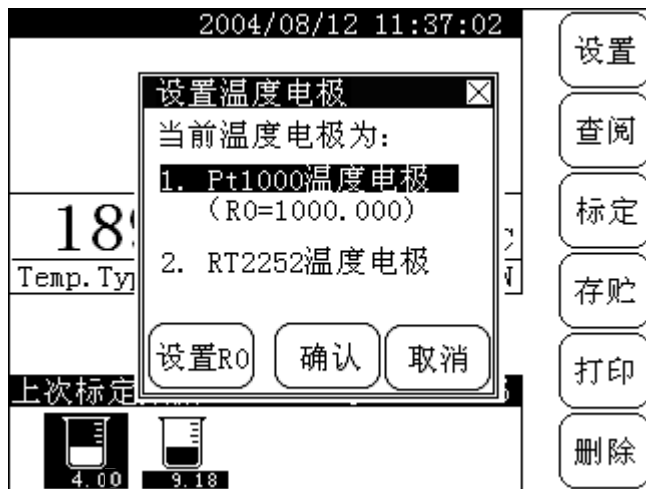 2004/08/12 11:37:02
设置温度电极
当前温度电极为:
1. Pt1000温度电极
(R0=1000.000)
2. RT2252温度电极
设置R0
确认
取消
189
Temp.Typ
上次标定
4.00
9.18
设置
查阅
标定
存贮
打印
删除